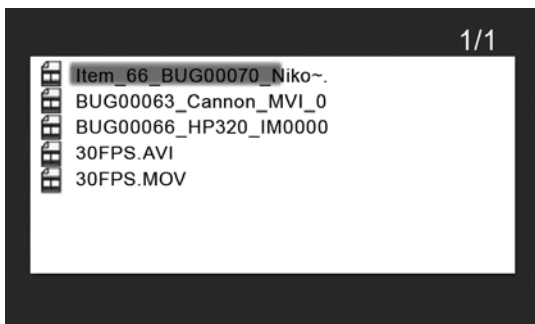 1/1
Item_66_BUG00070_Niko~.
BUG00063_Cannon_MVI_0
BUG00066_HP320_IM0000
30FPS.AVI
30FPS.MOV